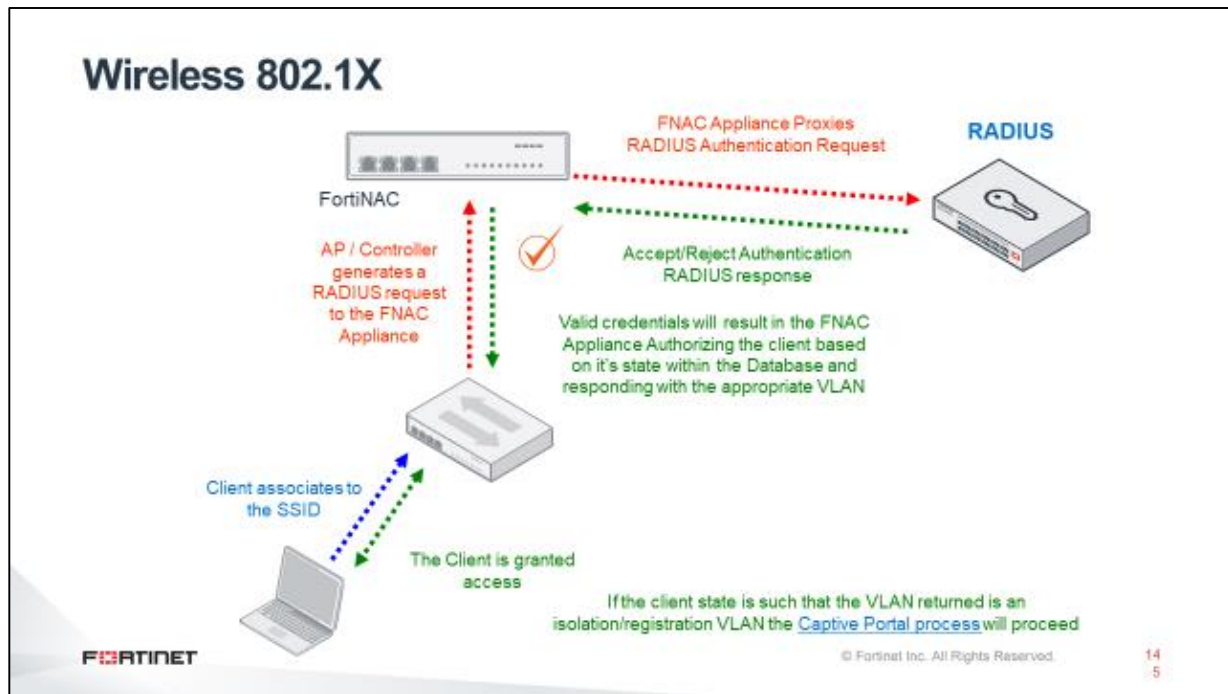 Wireless 802.1X
FNAC Appliance Proxies
RADIUS Authentication Request
RADIUS
FortiNAC
AP / Controller
generates a
RADIUS request
to the FNAC
Appliance
Accept/Reject Authentication
RADIUS response
Valid credentials will result in the FNAC
Appliance Authorizing the client based
on it's state within the Database and
responding with the appropriate VLAN
Client associates to
the SSID
The Client is granted
access
If the client state is such that the VLAN returned is an
isolation/registration VLAN the Captive Portal process will proceed
FORTINET
© Fortinet Inc. All Rights Reserved.
14
5